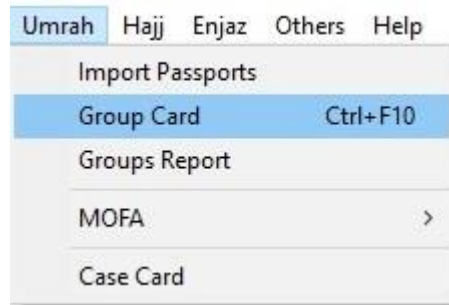 Umrah Hajj Enjaz Others Help
Import Passports
Group Card Ctrl+F10
Groups Report
MOFA >
Case Card